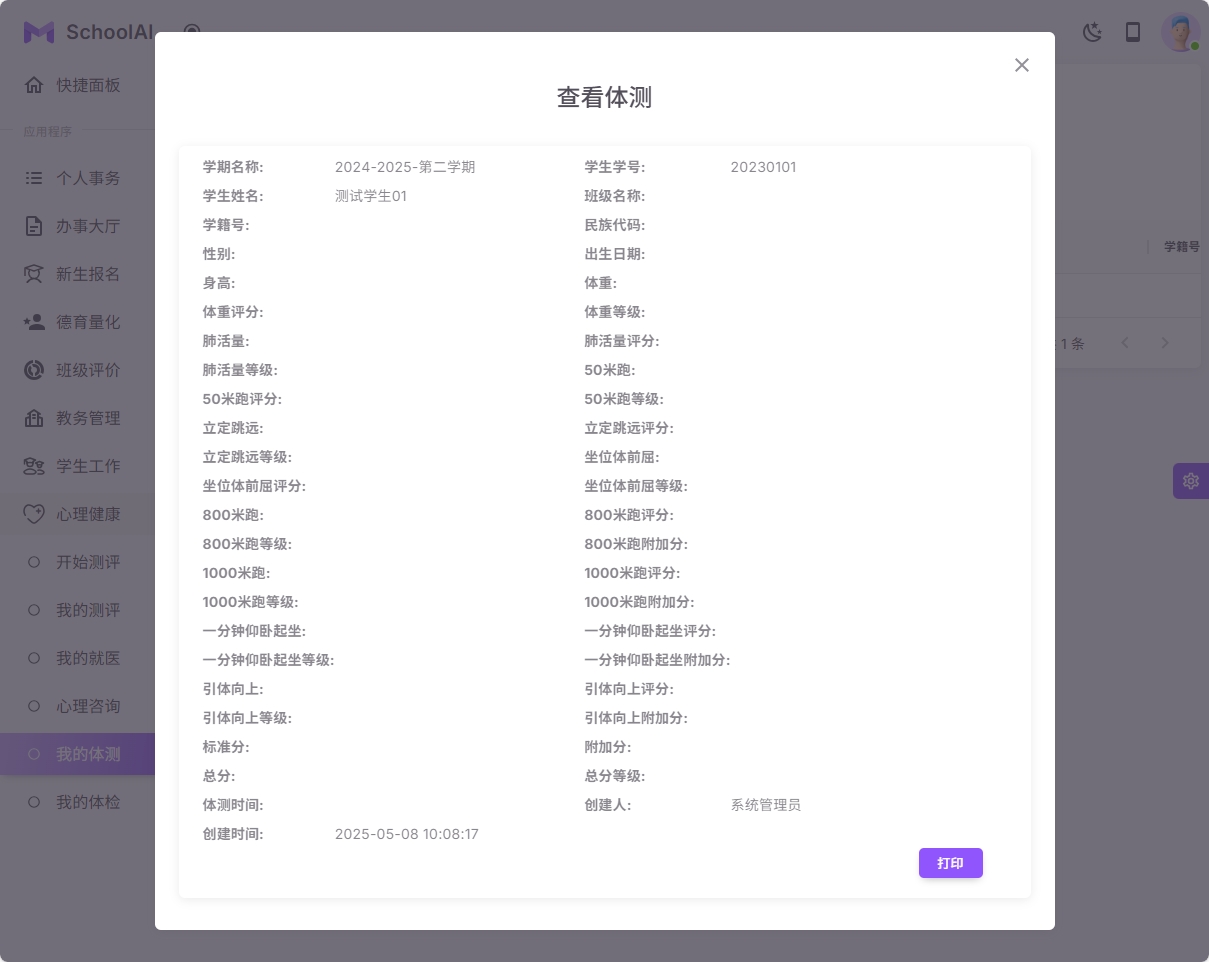 SchoolAI
快捷面板
应用程序
个人事务
办事大厅
新生报名
德育量化
班级评价
教务管理
学生工作
心理健康
开始测评
我的测评
我的就医
心理咨询
我的体测
我的体检
学籍号
1 条
查看体测
学期名称: 2024-2025-第二学期 学生学号: 20230101
学生姓名: 测试学生01 班级名称:
学籍号: 民族代码:
性别: 出生日期:
身高: 体重:
体重评分: 体重等级:
肺活量: 肺活量评分:
肺活量等级: 50米跑:
50米跑评分: 50米跑等级:
立定跳远: 立定跳远评分:
立定跳远等级: 坐位体前屈:
坐位体前屈评分: 坐位体前屈等级:
800米跑: 800米跑评分:
800米跑等级: 800米跑附加分:
1000米跑: 1000米跑评分:
1000米跑等级: 1000米跑附加分:
一分钟仰卧起坐: 一分钟仰卧起坐评分:
一分钟仰卧起坐等级: 一分钟仰卧起坐附加分:
引体向上: 引体向上评分:
引体向上等级: 引体向上附加分:
标准分: 附加分:
总分: 总分等级:
体测时间: 创建人: 系统管理员
创建时间: 2025-05-08 10:08:17
打印